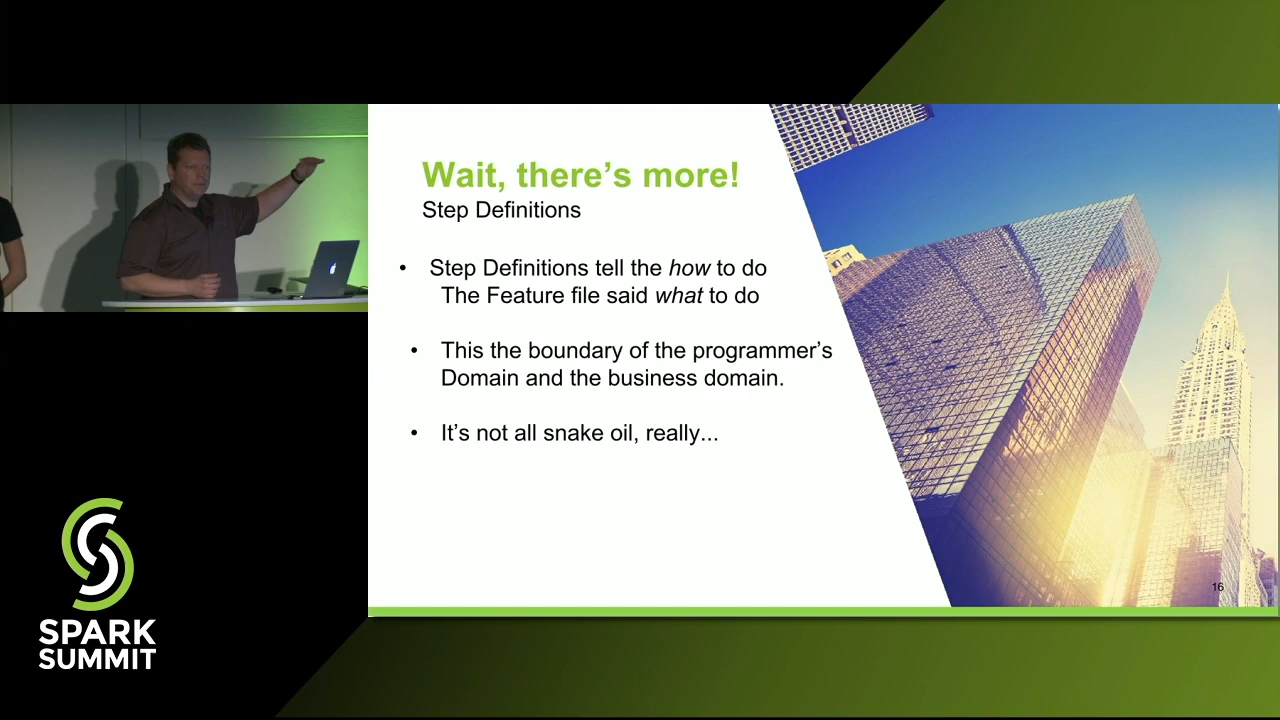 Wait, there's more!
Step Definitions
• Step Definitions tell the how to do
The Feature file said what to do
• This the boundary of the programmer's
Domain and the business domain.
• It's not all snake oil, really...
16
SPARK
SUMMIT